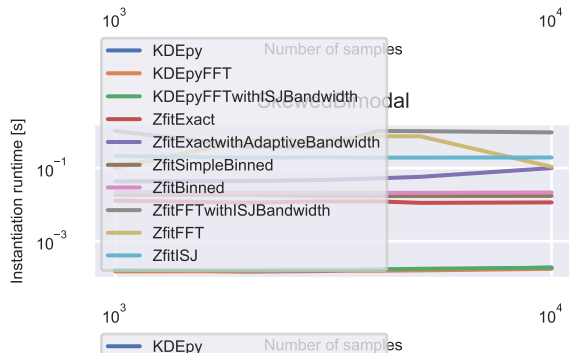 10³ 10⁴
Number of samples
KDEpy
KDEpyFFT
KDEpyFFTwithISJBandwidth
ZfitExact
ZfitExactwithAdaptiveBandwidth
ZfitSimpleBinned
ZfitBinned
ZfitFFTwithISJBandwidth
ZfitFFT
ZfitISJ
SkewedBimodal
Instantiation runtime [s]
10⁻¹
10⁻³
10³ 10⁴
KDEpy
Number of samples